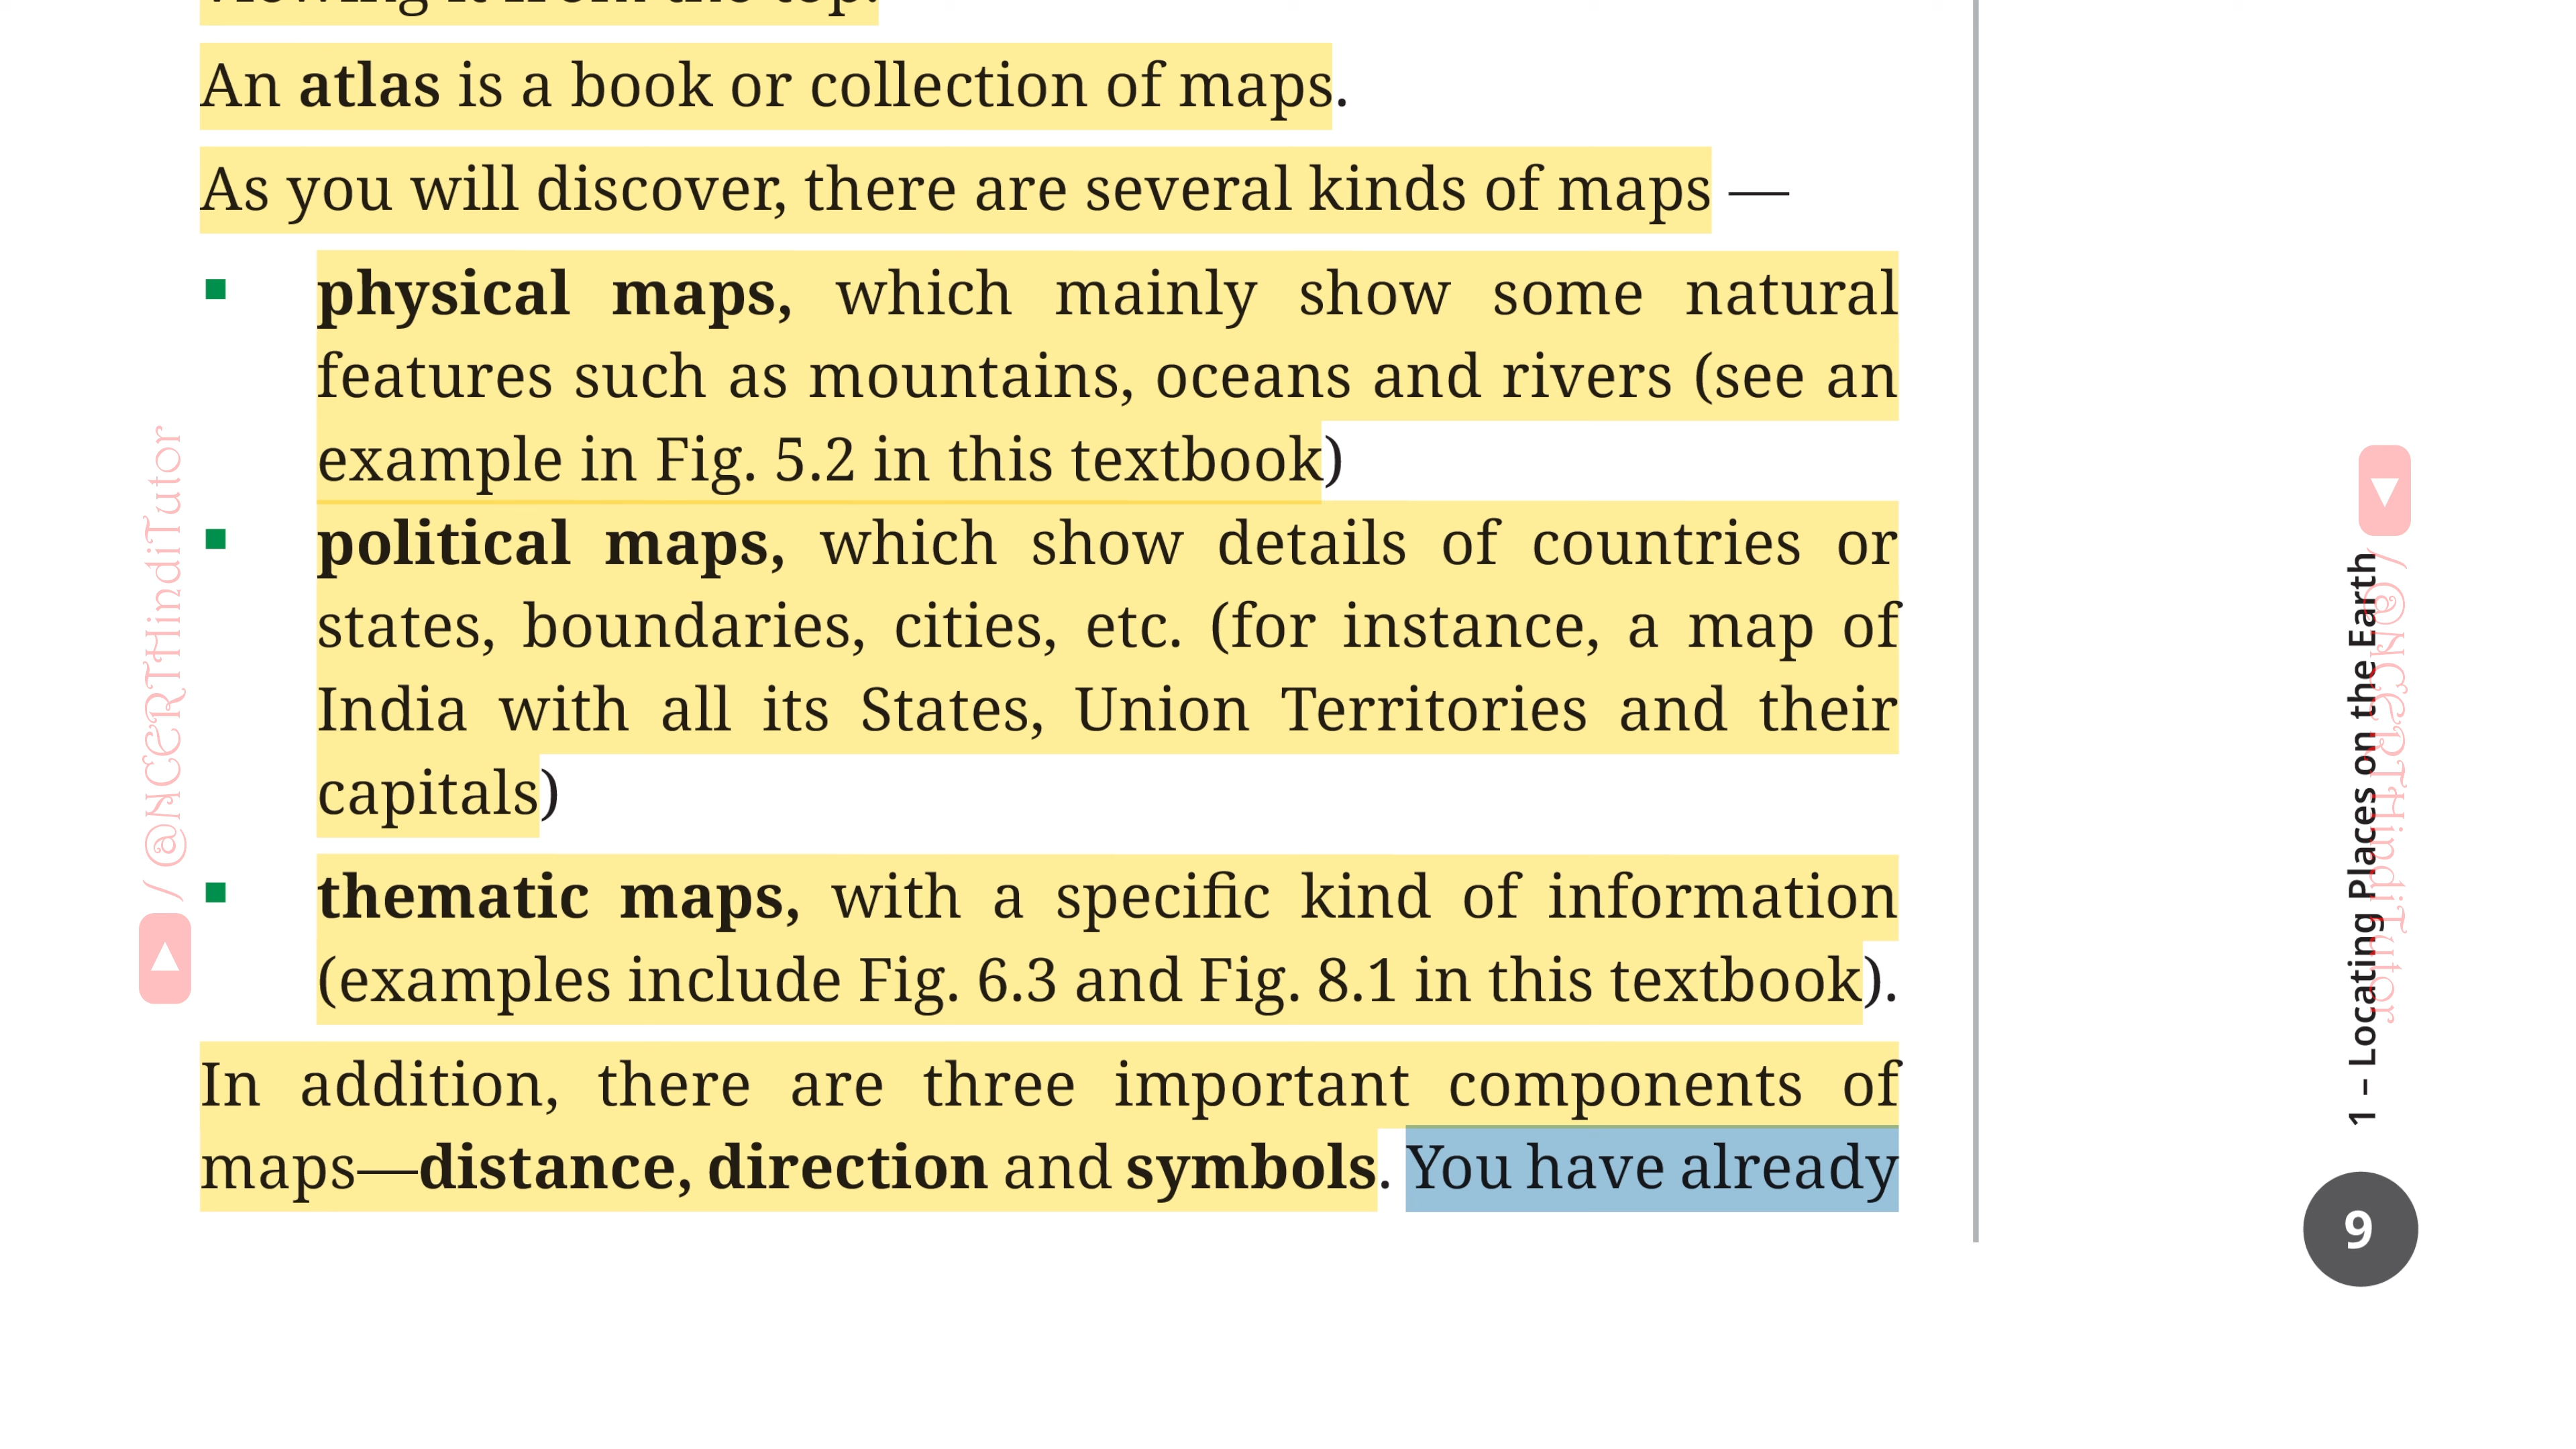 viewing it from the top.
An atlas is a book or collection of maps.
As you will discover, there are several kinds of maps —
▪ physical maps, which mainly show some natural
features such as mountains, oceans and rivers (see an
example in Fig. 5.2 in this textbook)
▪ political maps, which show details of countries or
states, boundaries, cities, etc. (for instance, a map of
India with all its States, Union Territories and their
capitals)
▪ thematic maps, with a specific kind of information
(examples include Fig. 6.3 and Fig. 8.1 in this textbook).
In addition, there are three important components of
maps—distance, direction and symbols. You have already
/ @NCERTHindiTutor
/ @NCERTHindiTutor
1 – Locating Places on the Earth
9